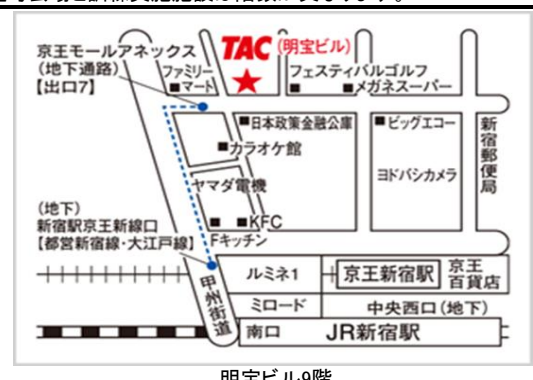 京王モールアネックス
(地下通路)
【出口7】
TAC (明宝ビル)
ファミリー
マート
フェスティバルゴルフ
メガネスーパー
日本政策金融公庫
ビッグエコー
新宿郵便局
カラオケ館
ヨドバシカメラ
ヤマダ電機
(地下)
新宿駅京王新線口
【都営新宿線・大江戸線】
KFC
Fキッチン
甲州街道
ルミネ1
京王新宿駅
京王
百貨店
ミロード
中央西口(地下)
南口
JR新宿駅
明宝ビル9階